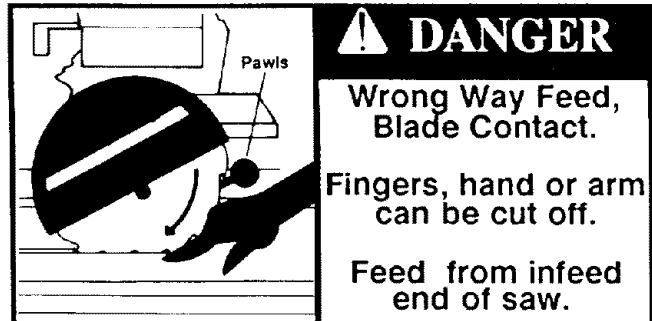 Pawls
DANGER
Wrong Way Feed,
Blade Contact.
Fingers, hand or arm
can be cut off.
Feed from infeed
end of saw.